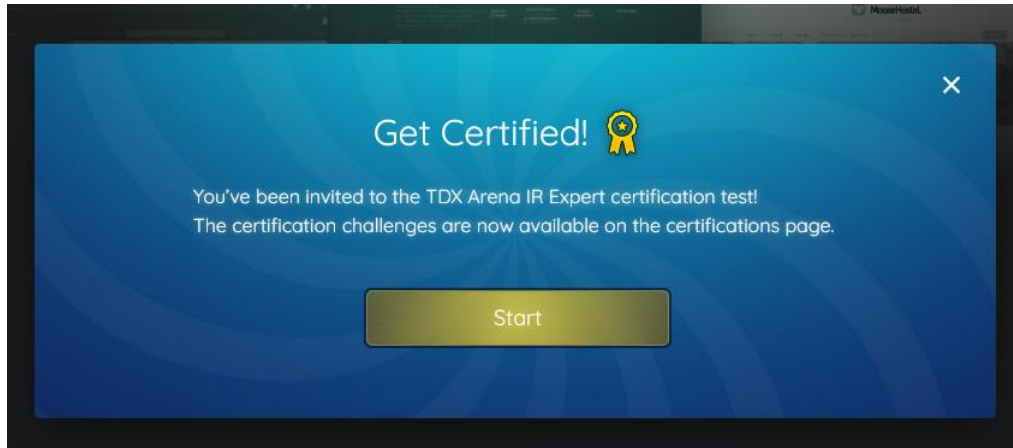 MooseHostel.
Get Certified!
You've been invited to the TDX Arena IR Expert certification test!
The certification challenges are now available on the certifications page.
Start